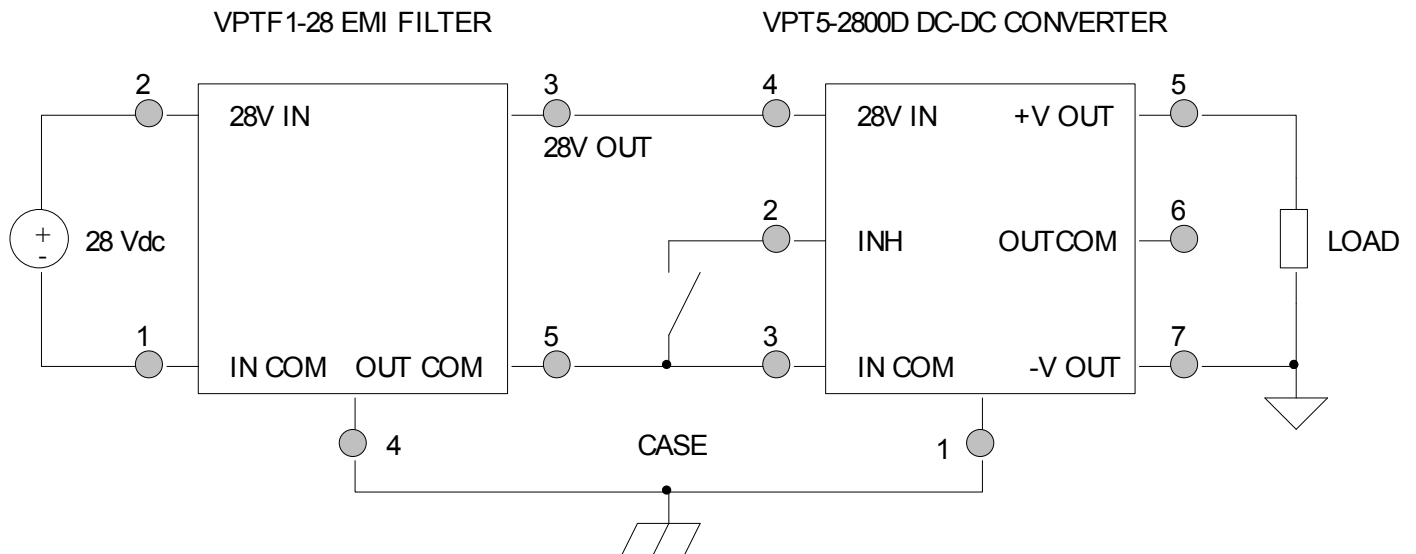 VPTF1-28 EMI FILTER
VPT5-2800D DC-DC CONVERTER
2
3
4
5
28V IN
28V IN
+V OUT
28V OUT
2
6
+
-
28 Vdc
INH
OUTCOM
LOAD
1
5
3
7
IN COM
OUT COM
IN COM
-V OUT
4
CASE
1